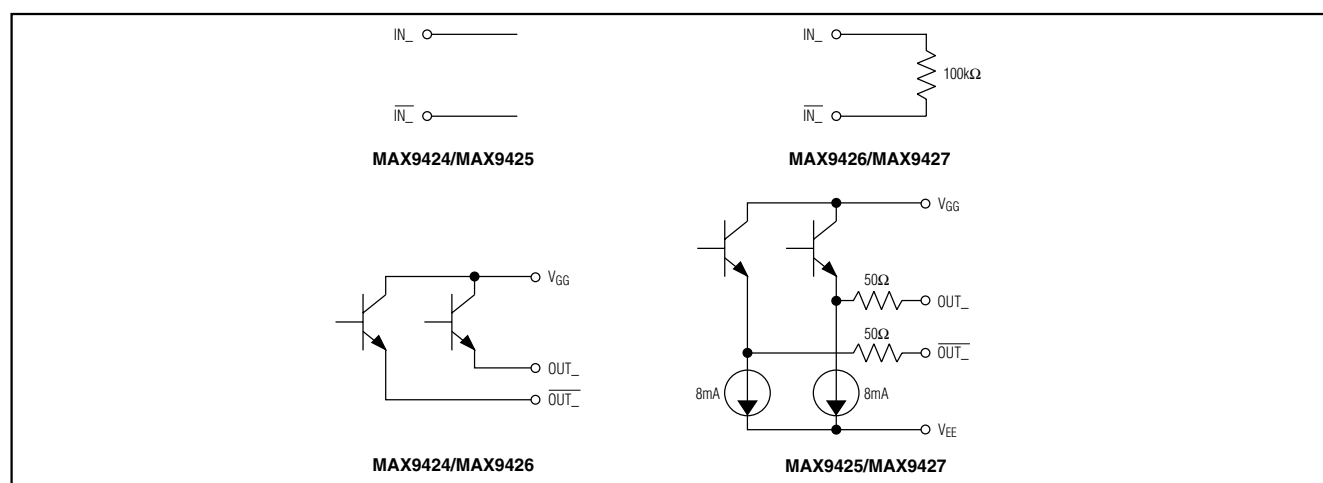 IN_
IN_
100kΩ
IN_
IN_
MAX9424/MAX9425
MAX9426/MAX9427
VGG
OUT_
OUT_
MAX9424/MAX9426
VGG
50Ω
OUT_
50Ω
OUT_
8mA
8mA
VEE
MAX9425/MAX9427